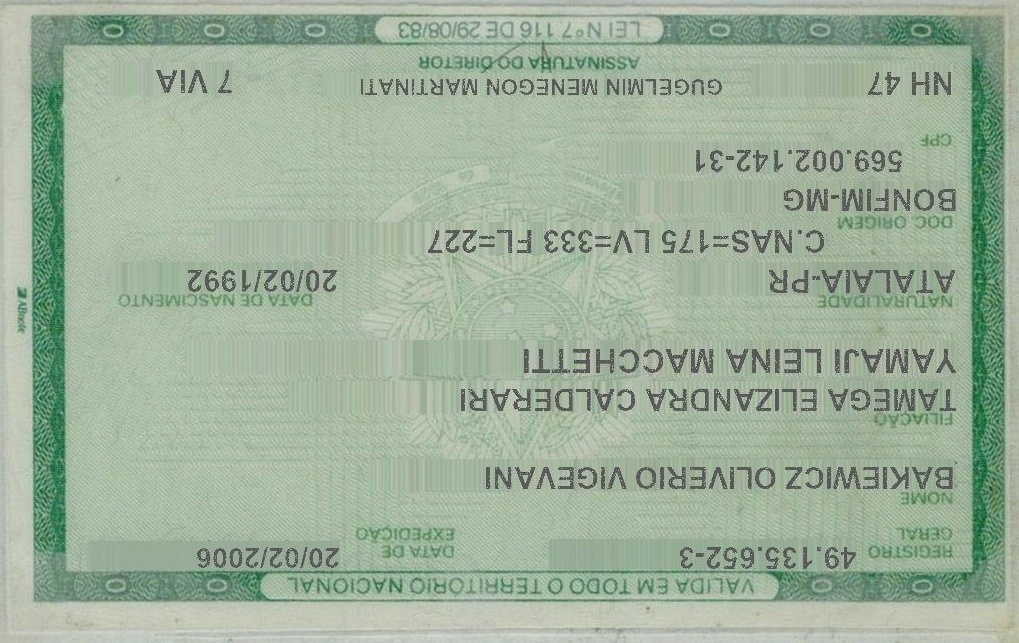 VÁLIDA EM TODO O TERRITÓRIO NACIONAL
REGISTRO GERAL 49.135.652-3 DATA DE EXPEDIÇÃO 20/02/2006
NOME
BAKIEWICZ OLIVERIO VIGEVANI
FILIAÇÃO
TAMEGA ELIZANDRA CALDERARI
YAMAJI LEINA MACCHETTI
NATURALIDADE DATA DE NASCIMENTO
ATALAIA-PR 20/02/1992
C.NAS=175 LV=333 FL=227
DOC. ORIGEM
BONFIM-MG
569.002.142-31
CPF
NH 47 GUGELMIN MENEGON MARTINATI 7 VIA
ASSINATURA DO DIRETOR
LEI Nº 7.116 DE 29/08/83
ABnote